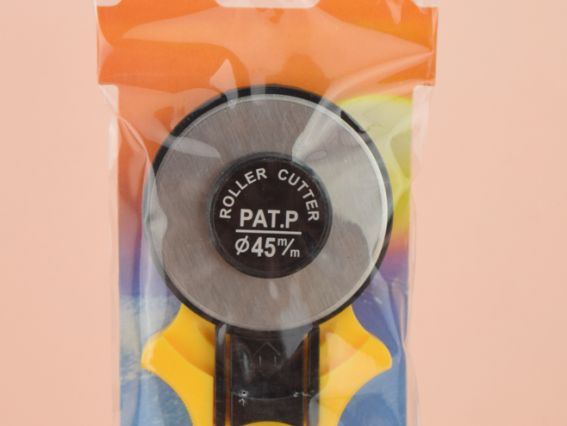 ROLLER CUTTER
PAT.P
Ø45m/m